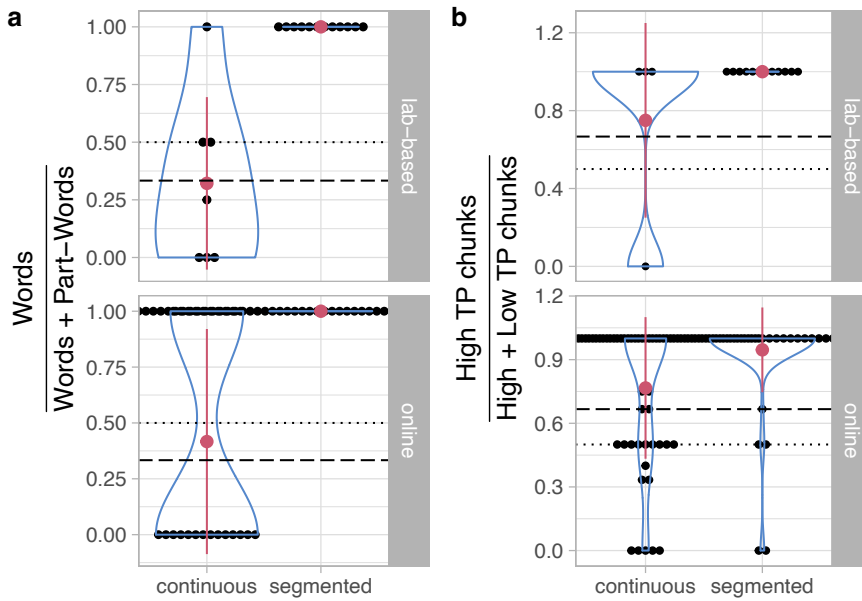 a
Words
Words + Part−Words
1.00
0.75
0.50
0.25
0.00
lab−based
1.00
0.75
0.50
0.25
0.00
online
continuous segmented
b
High TP chunks
High + Low TP chunks
1.2
0.8
0.4
0.0
lab−based
1.2
0.9
0.6
0.3
0.0
online
continuous segmented